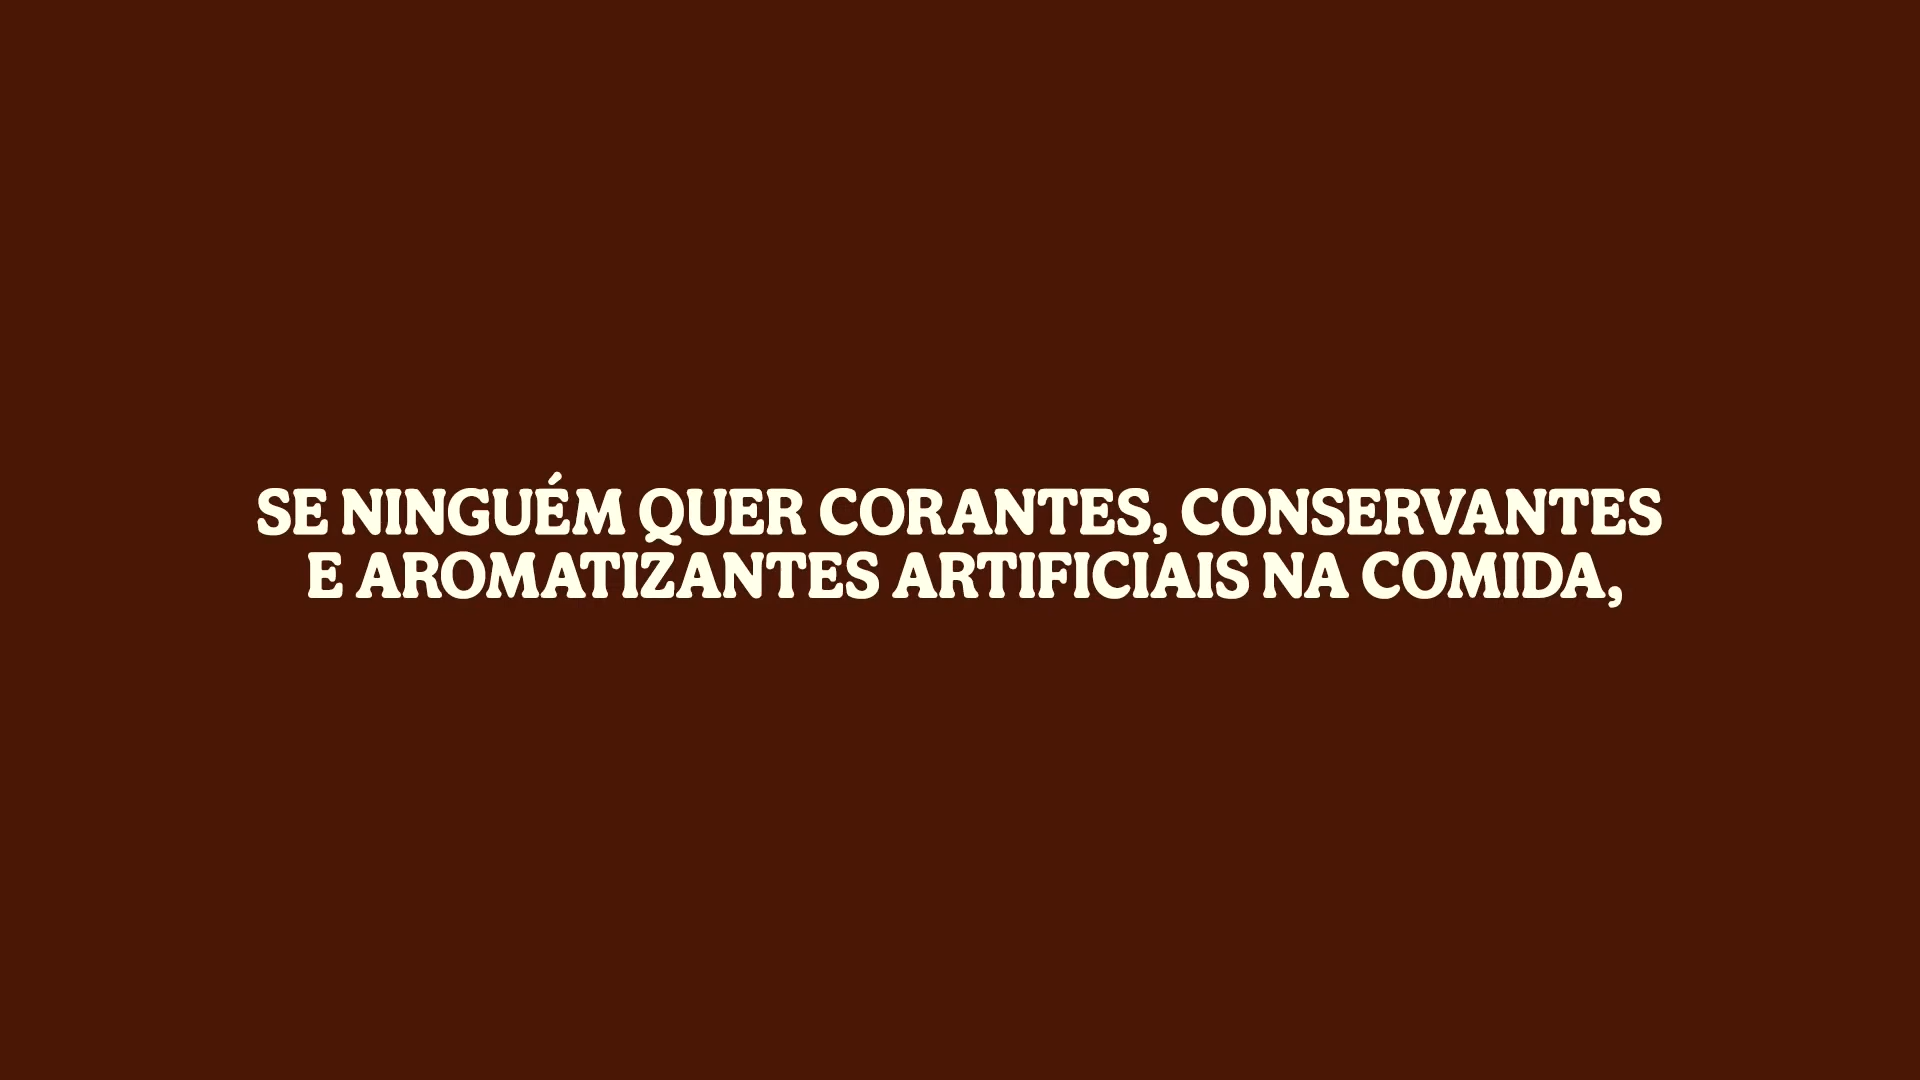 SE NINGUÉM QUER CORANTES, CONSERVANTES
E AROMATIZANTES ARTIFICIAIS NA COMIDA,